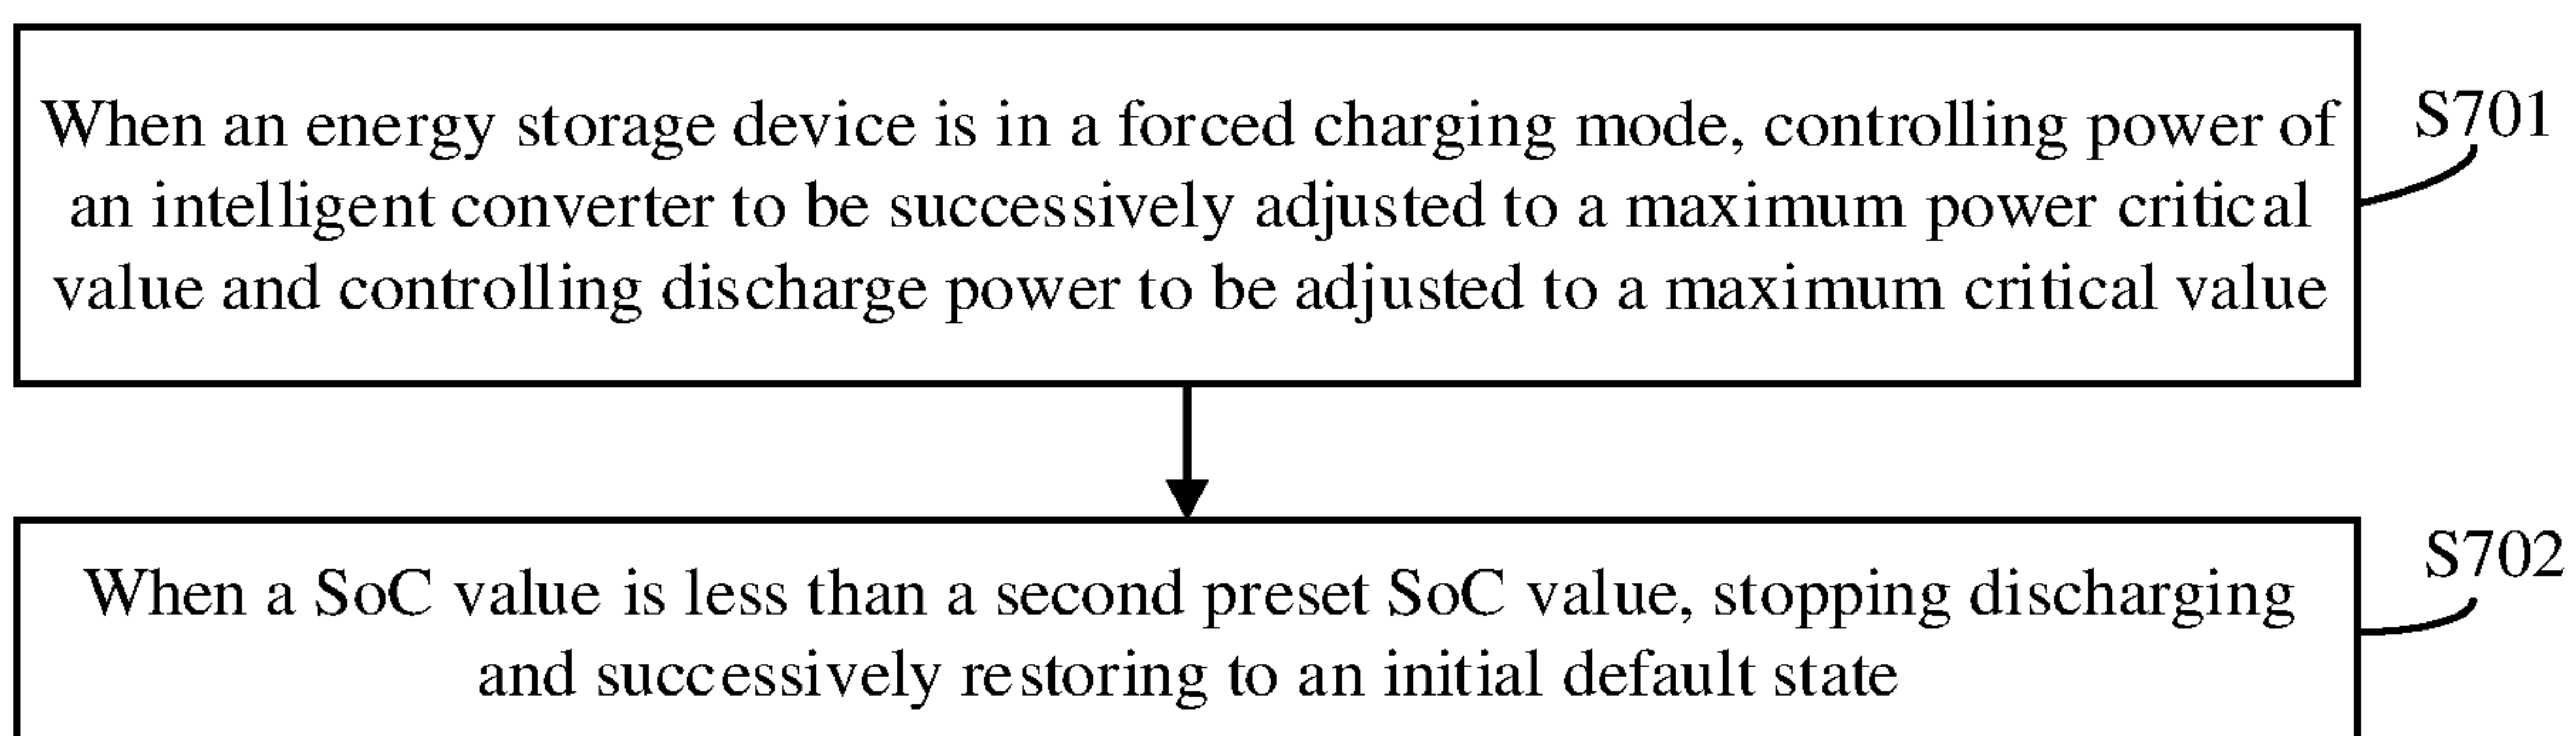 When an energy storage device is in a forced charging mode, controlling power of
an intelligent converter to be successively adjusted to a maximum power critical
value and controlling discharge power to be adjusted to a maximum critical value
S701
When a SoC value is less than a second preset SoC value, stopping discharging
and successively restoring to an initial default state
S702